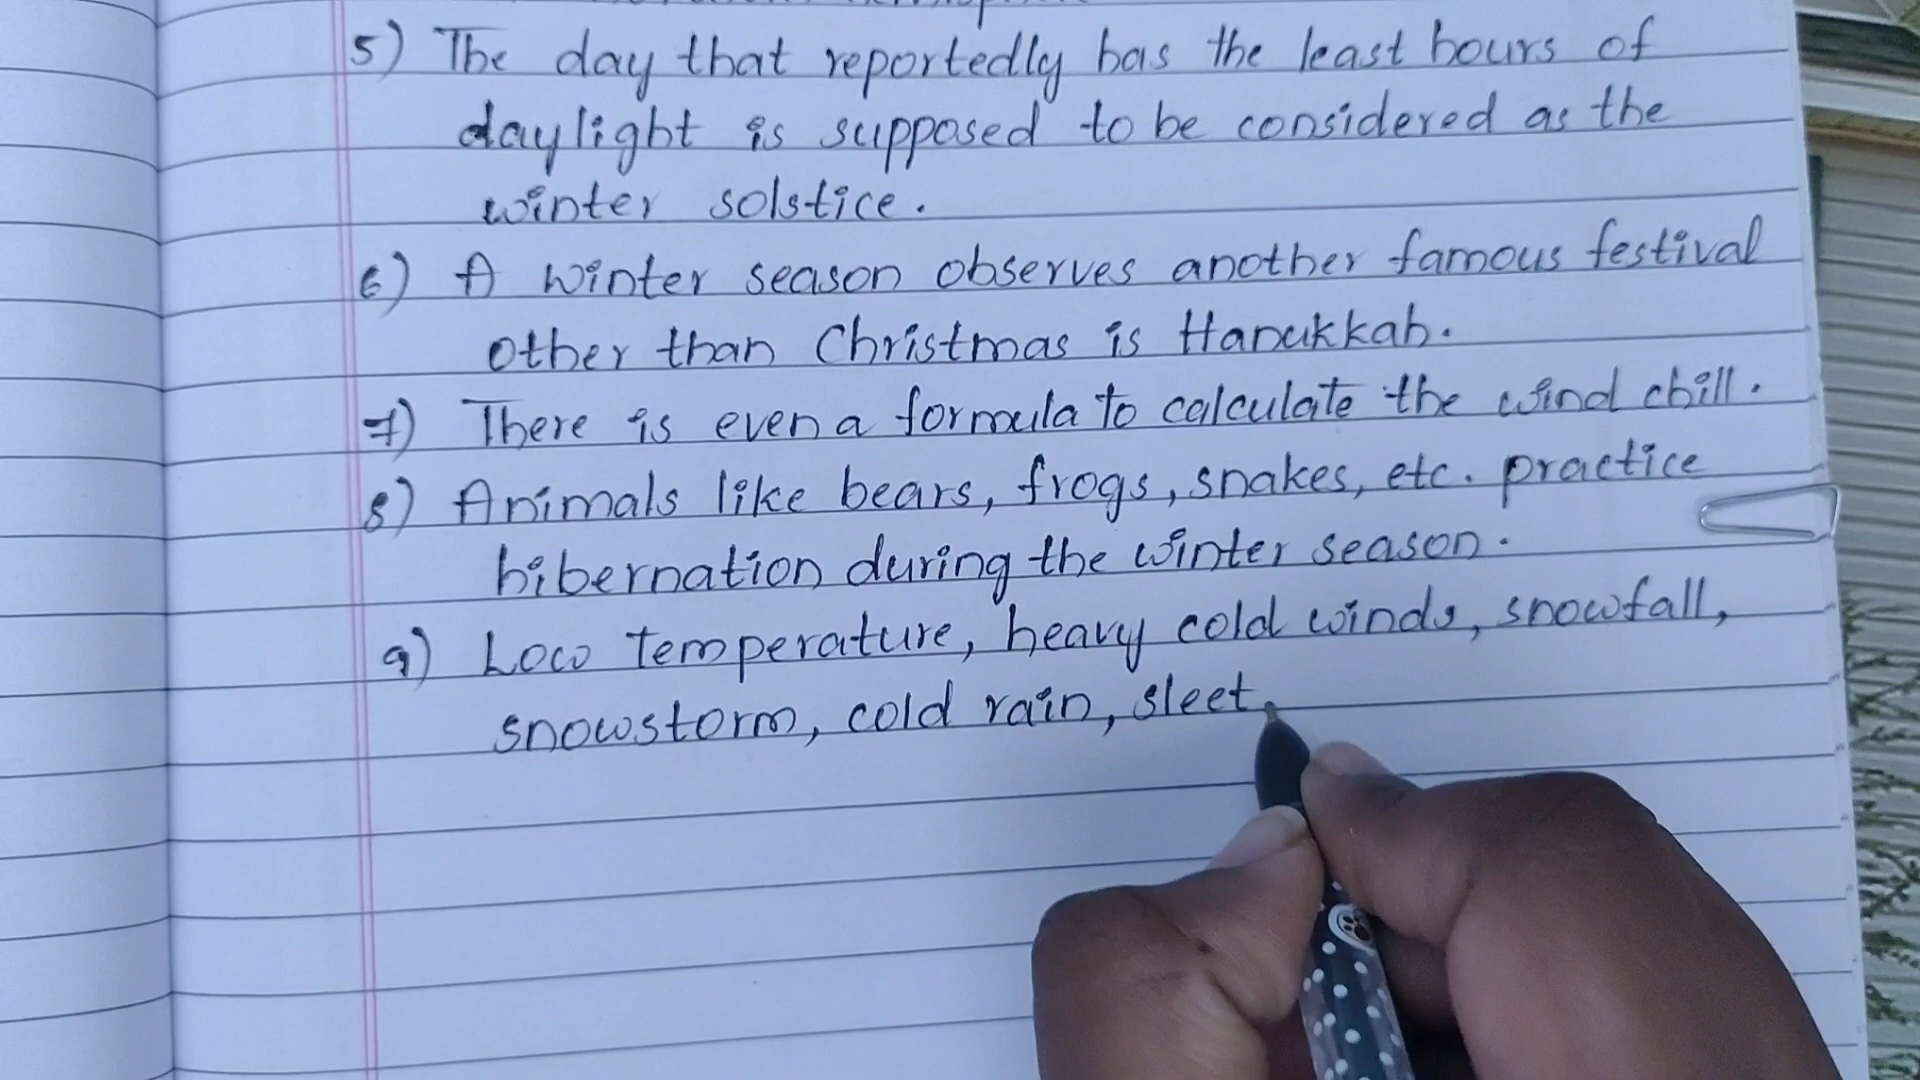 5) The day that reportedly has the least hours of
daylight is supposed to be considered as the
winter solstice.
6) A winter season observes another famous festival
other than Christmas is Hanukkah.
7) There is even a formula to calculate the wind chill.
8) Animals like bears, frogs, snakes, etc. practice
hibernation during the winter season.
9) Low temperature, heavy cold winds, snowfall,
snowstorm, cold rain, sleet,